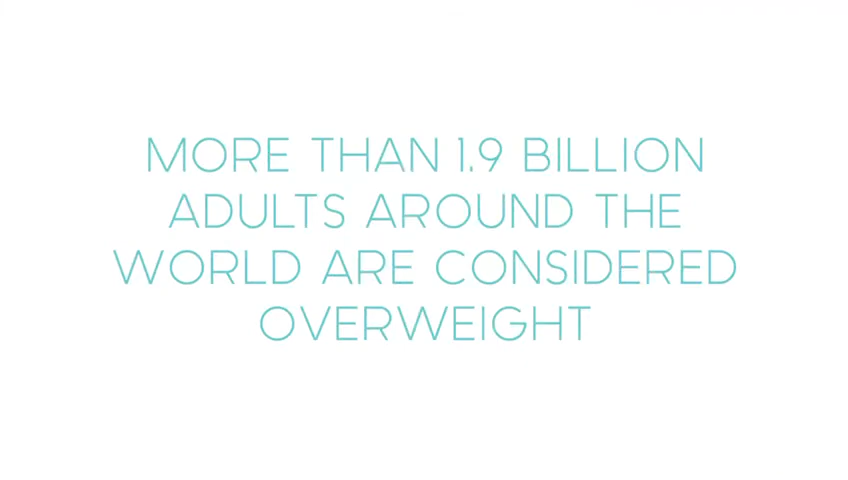 MORE THAN 1.9 BILLION
ADULTS AROUND THE
WORLD ARE CONSIDERED
OVERWEIGHT